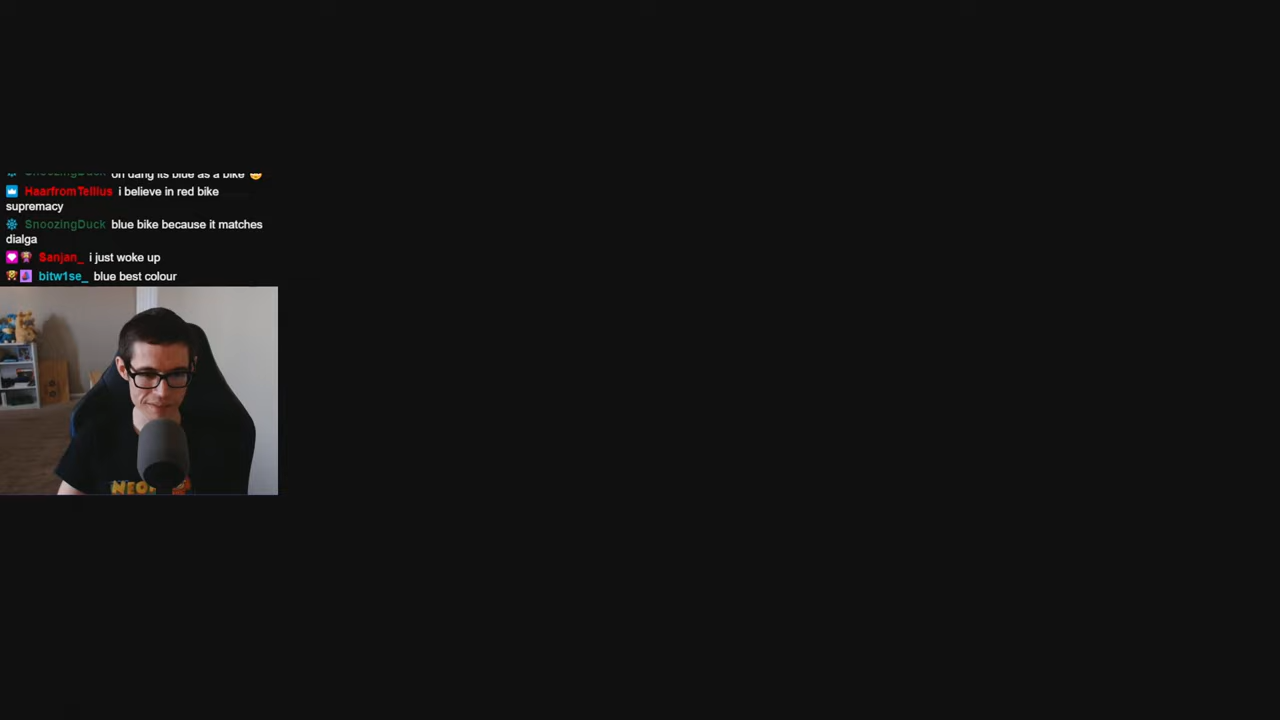 oh dang its blue as a bike
HaarfromTellius i believe in red bike
supremacy
SnoozingDuck blue bike because it matches
dialga
Sanjan_ i just woke up
bitw1se_ blue best colour
NEO